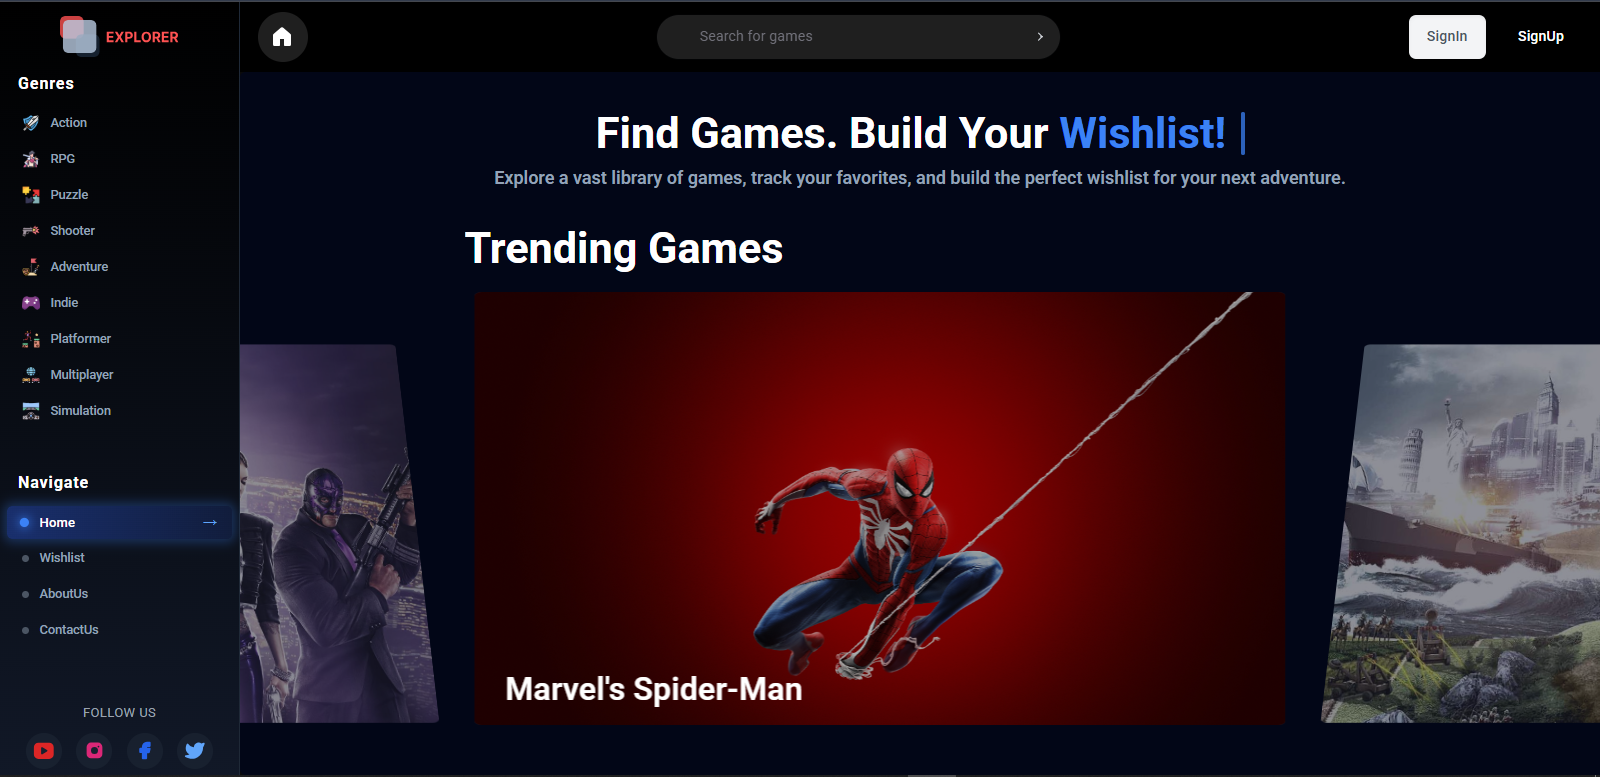 EXPLORER
Search for games
SignIn
SignUp
Genres
Action
RPG
Puzzle
Shooter
Adventure
Indie
Platformer
Multiplayer
Simulation
Navigate
Home
Wishlist
AboutUs
ContactUs
FOLLOW US
Find Games. Build Your Wishlist!
Explore a vast library of games, track your favorites, and build the perfect wishlist for your next adventure.
Trending Games
Marvel's Spider-Man